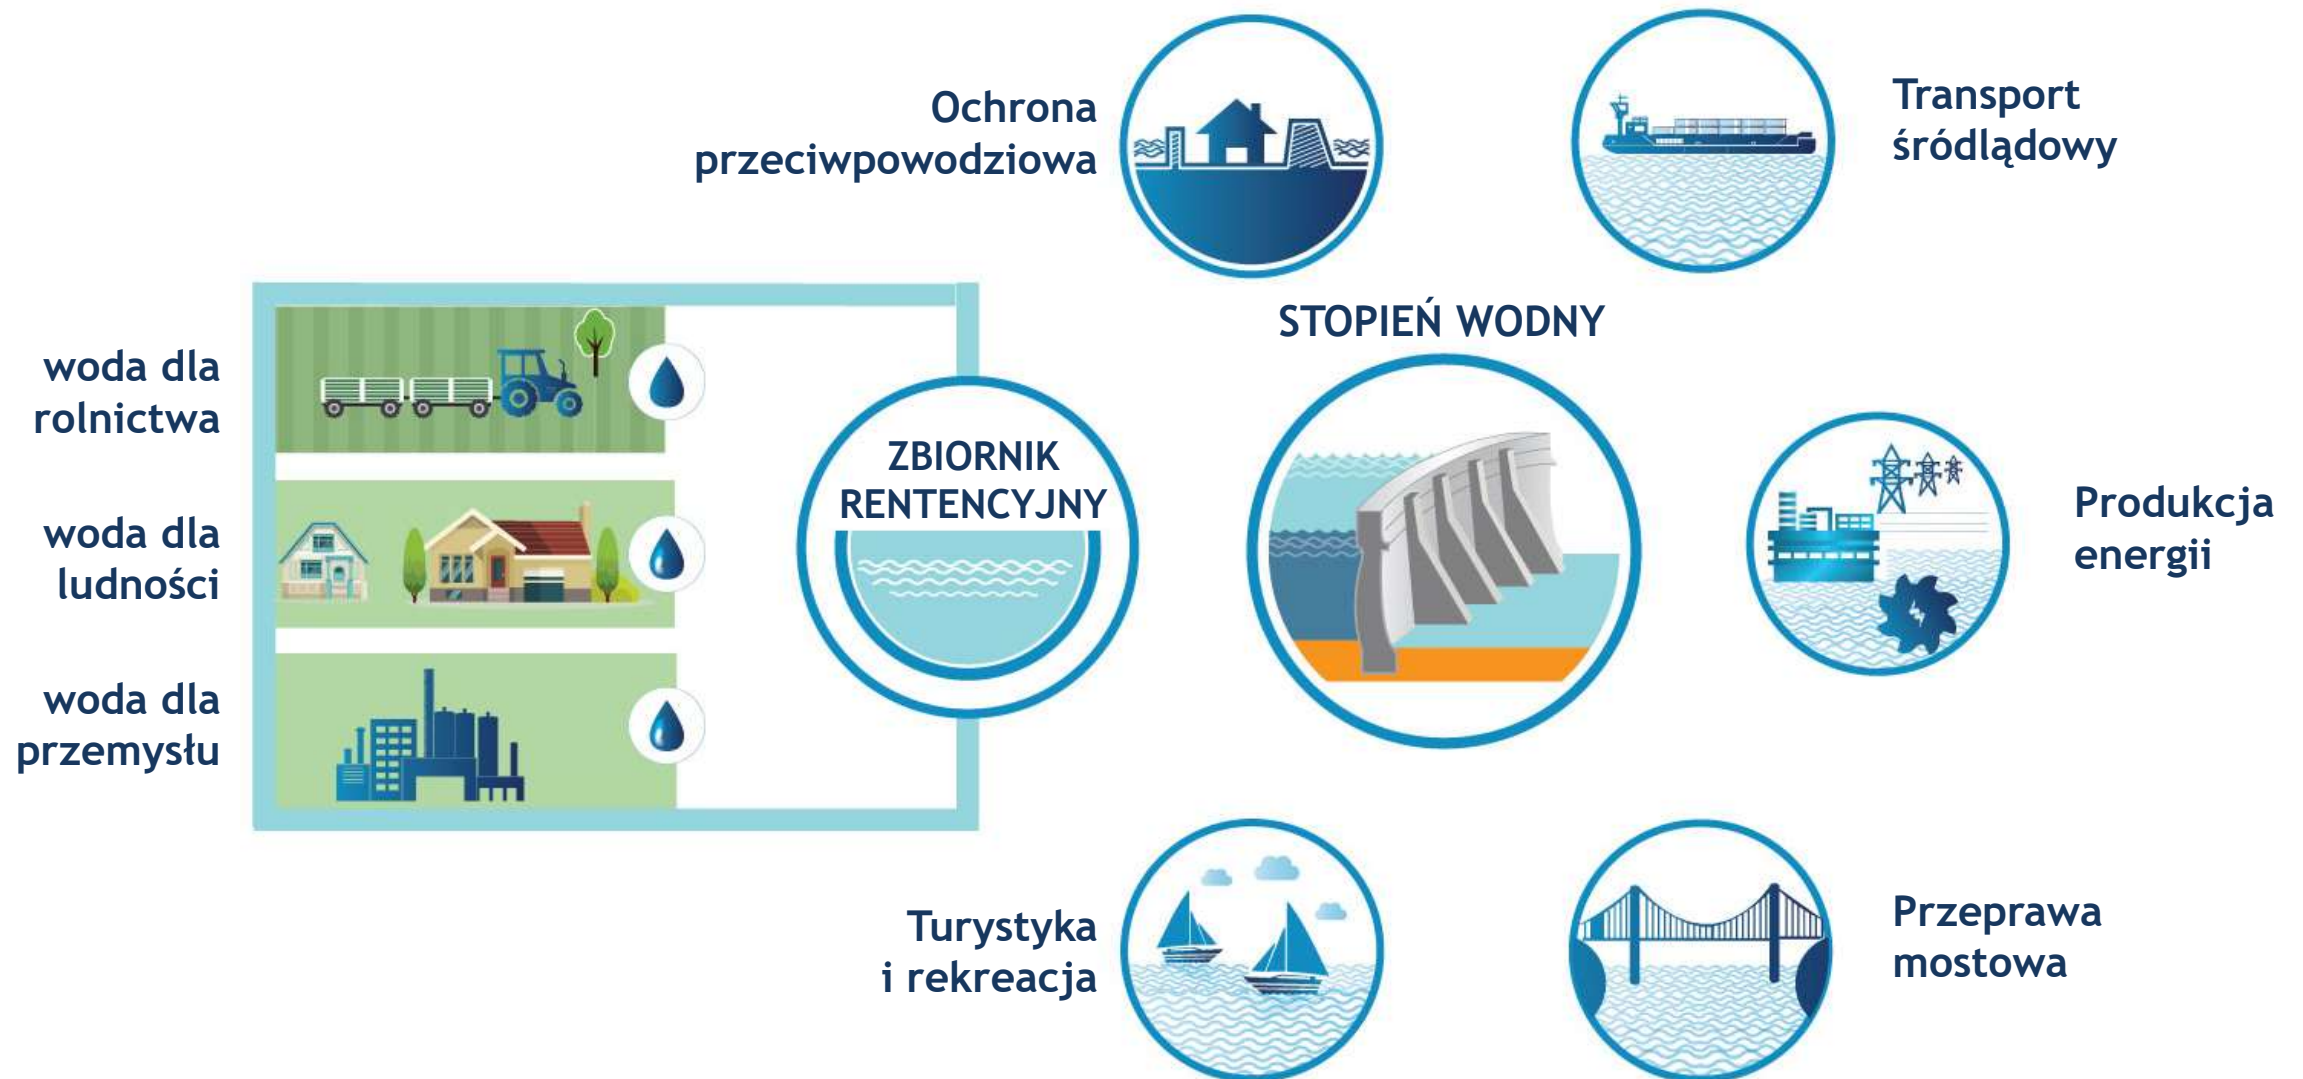 Ochrona
przeciwpowodziowa
Transport
śródlądowy
STOPIEŃ WODNY
woda dla
rolnictwa
ZBIORNIK
RENTENCYJNY
woda dla
ludności
Produkcja
energii
woda dla
przemysłu
Turystyka
i rekreacja
Przeprawa
mostowa